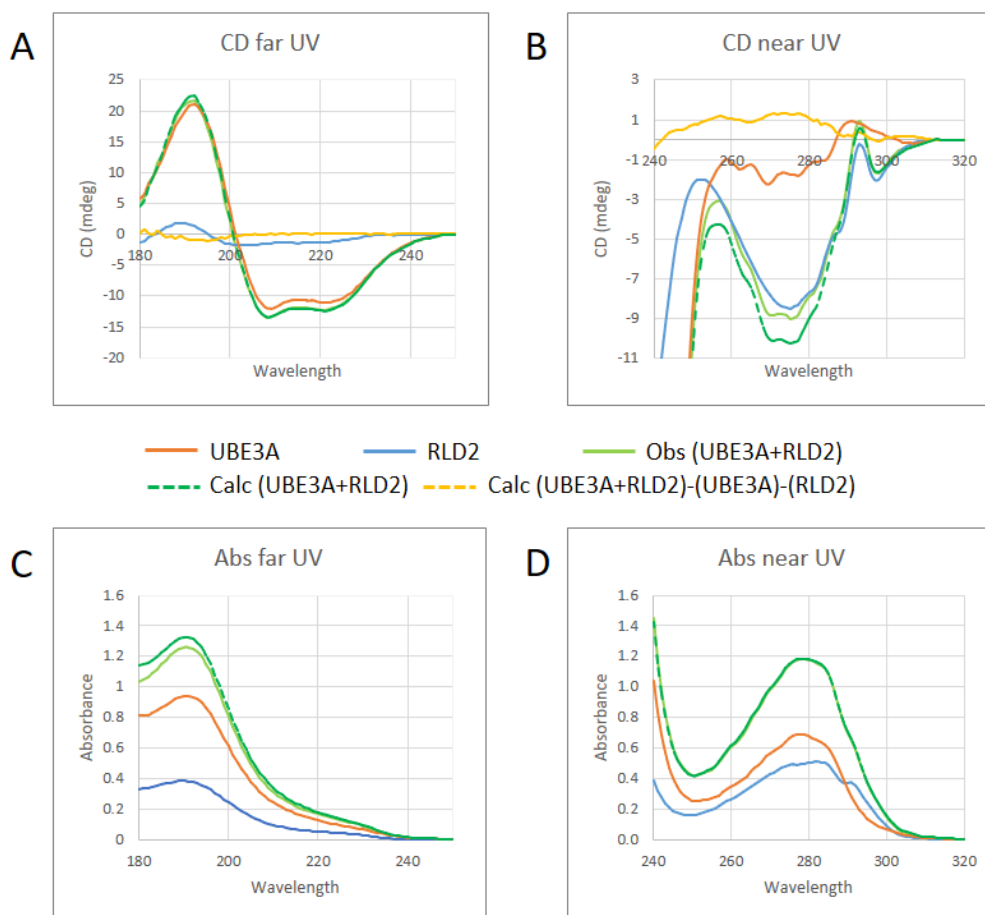 A
CD far UV
25
20
15
10
5
0
-5
-10
-15
-20
180
200
220
240
CD (mdeg)
Wavelength
B
CD near UV
3
1
-1
-3
-5
-7
-9
-11
240
260
280
300
320
CD (mdeg)
Wavelength
UBE3A
RLD2
Obs (UBE3A+RLD2)
Calc (UBE3A+RLD2)
Calc (UBE3A+RLD2)-(UBE3A)-(RLD2)
C
Abs far UV
1.6
1.4
1.2
1
0.8
0.6
0.4
0.2
0
180
200
220
240
Absorbance
Wavelength
D
Abs near UV
1.6
1.4
1.2
1.0
0.8
0.6
0.4
0.2
0.0
240
260
280
300
320
Absorbance
Wavelength